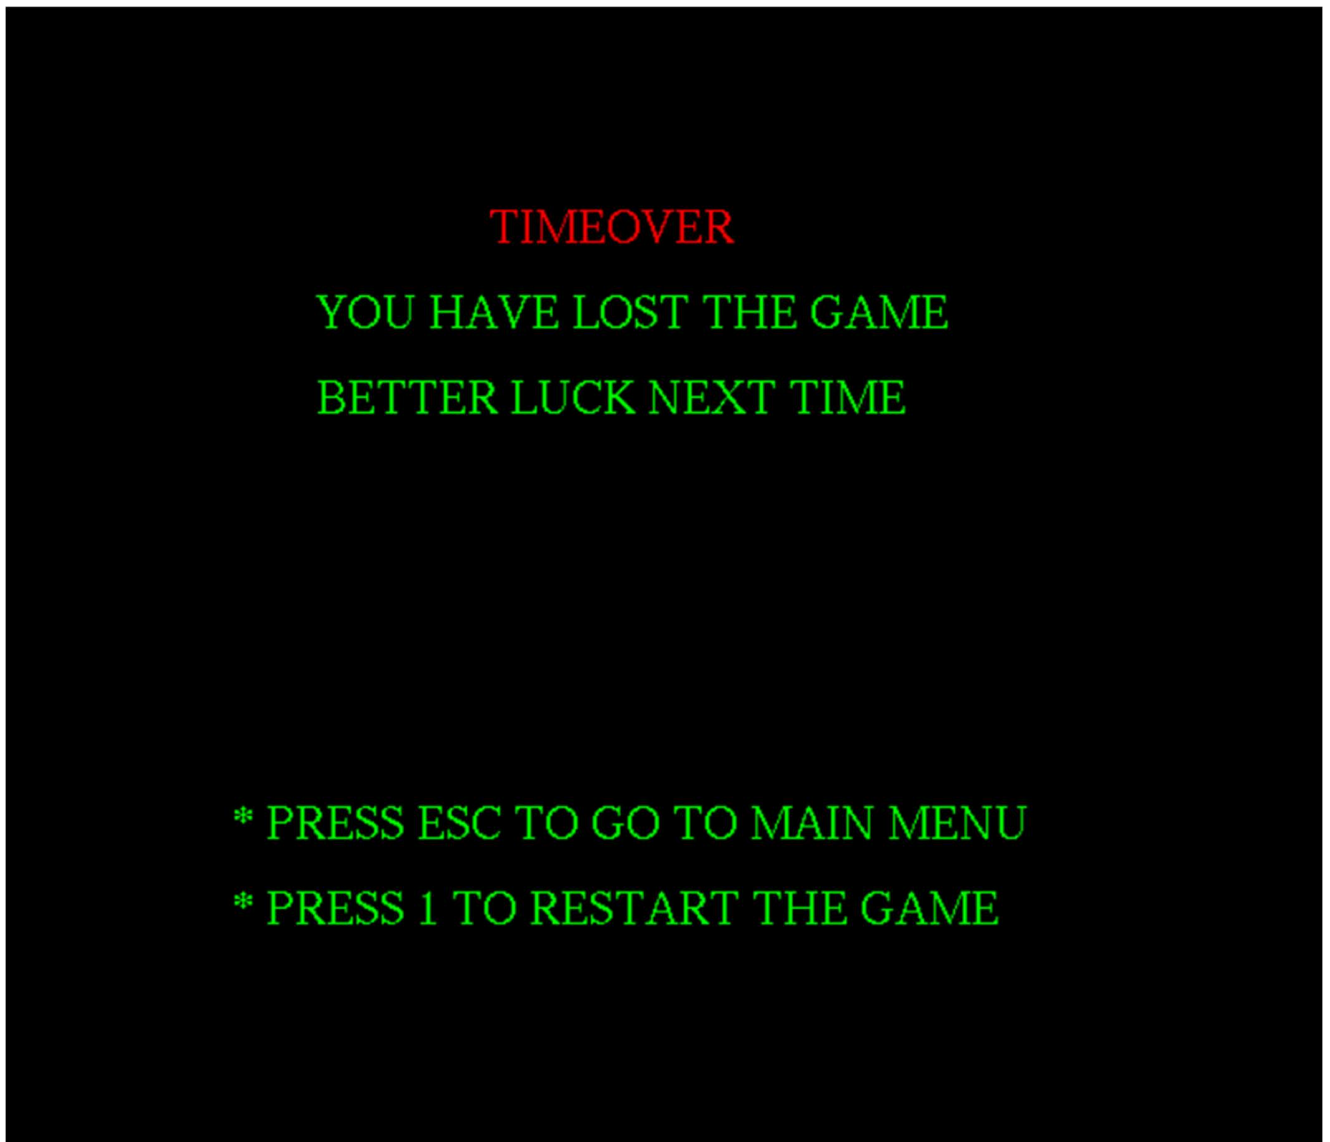 TIMEOVER
YOU HAVE LOST THE GAME
BETTER LUCK NEXT TIME
* PRESS ESC TO GO TO MAIN MENU
* PRESS 1 TO RESTART THE GAME